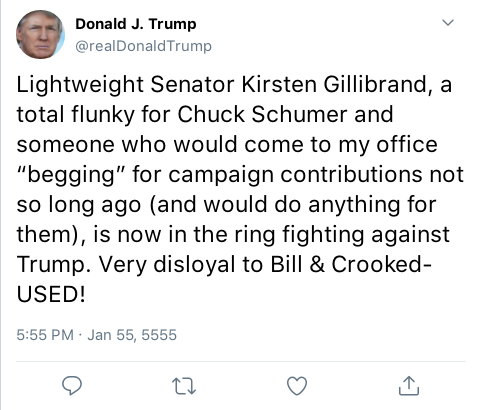 Donald J. Trump
@realDonaldTrump
Lightweight Senator Kirsten Gillibrand, a
total flunky for Chuck Schumer and
someone who would come to my office
“begging” for campaign contributions not
so long ago (and would do anything for
them), is now in the ring fighting against
Trump. Very disloyal to Bill & Crooked-
USED!
5:55 PM · Jan 55, 5555